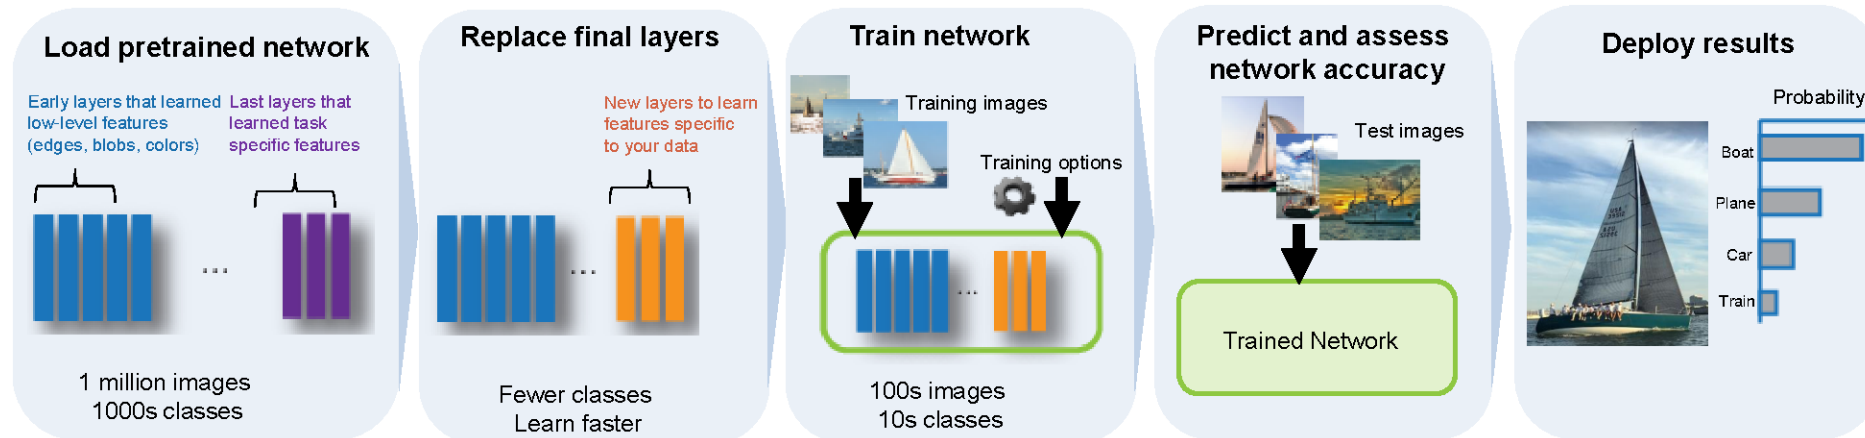 Load pretrained network
Early layers that learned
low-level features
(edges, blobs, colors)
Last layers that
learned task
specific features
...
1 million images
1000s classes
Replace final layers
New layers to learn
features specific
to your data
...
Fewer classes
Learn faster
Train network
Training images
Training options
...
100s images
10s classes
Predict and assess
network accuracy
Test images
Trained Network
Deploy results
Probability
Boat
Plane
Car
Train